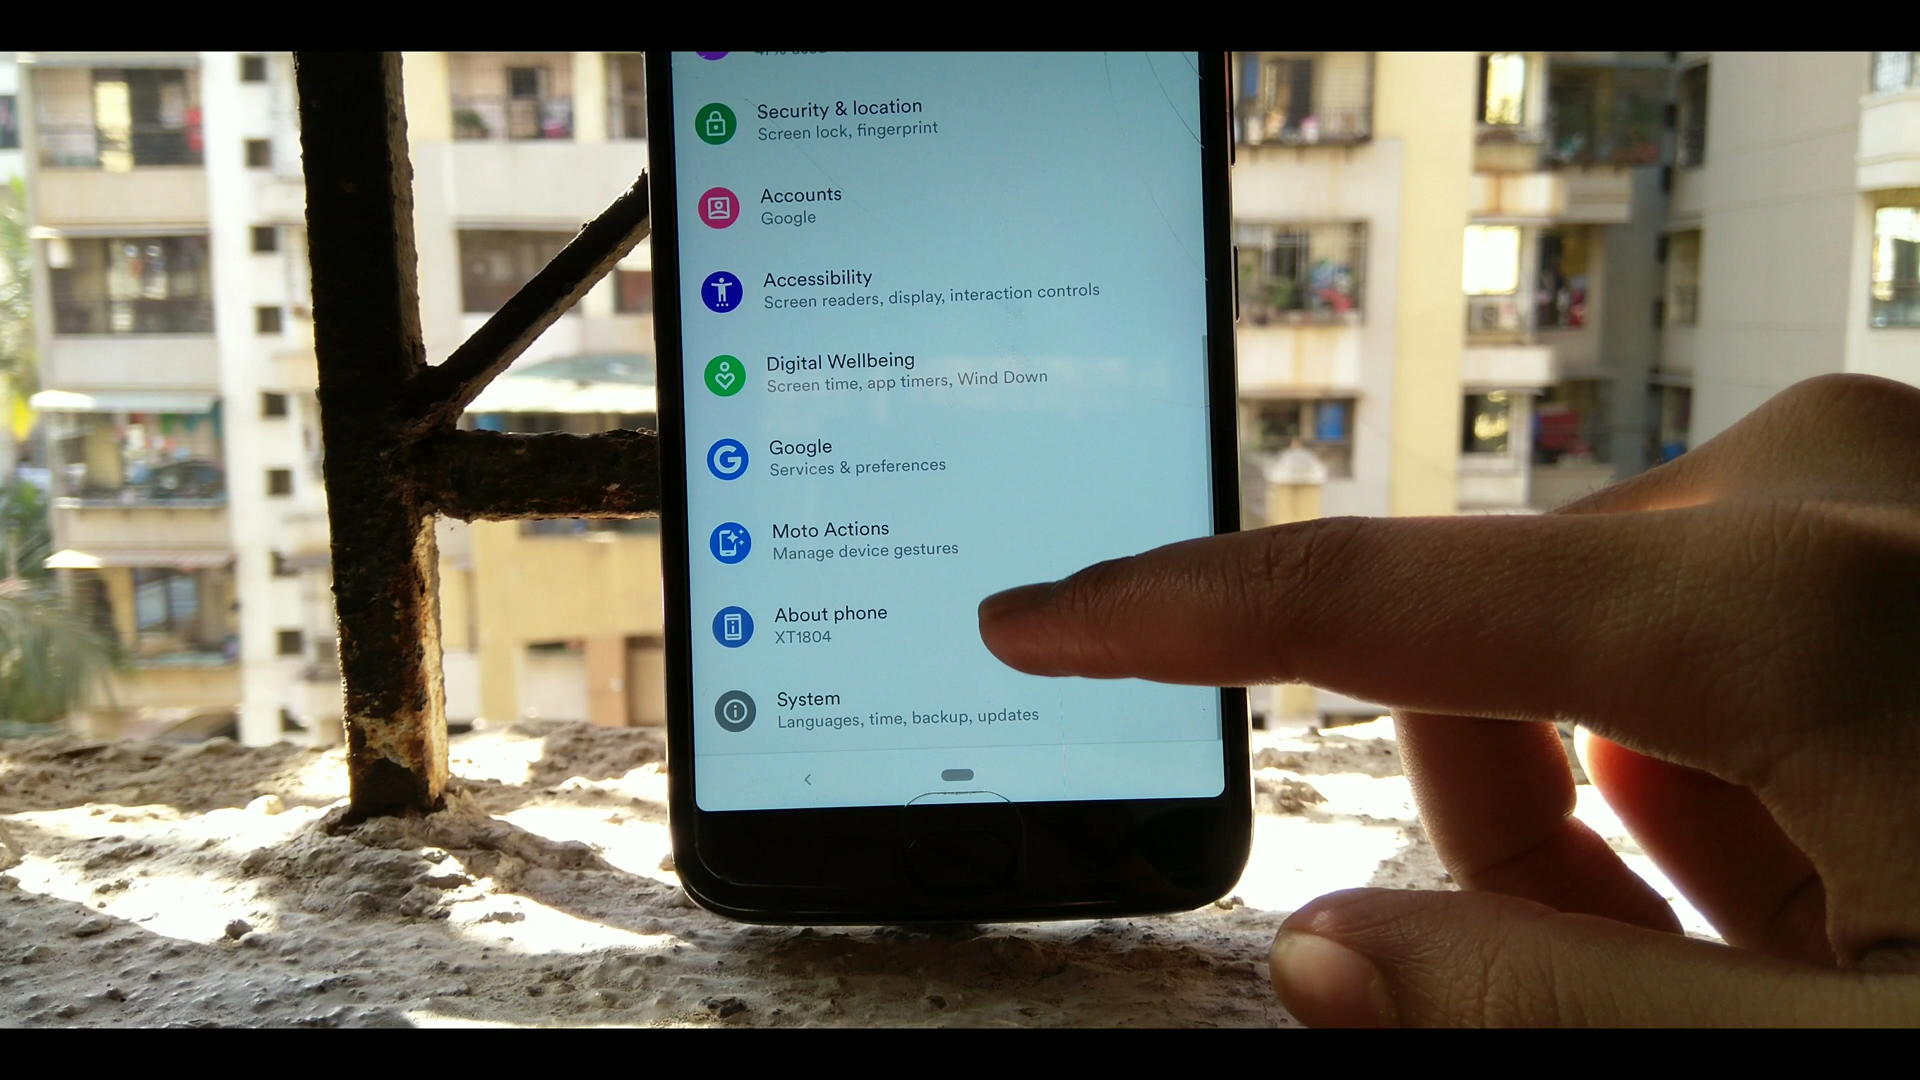 Security & location
Screen lock, fingerprint
Accounts
Google
Accessibility
Screen readers, display, interaction controls
Digital Wellbeing
Screen time, app timers, Wind Down
Google
Services & preferences
Moto Actions
Manage device gestures
About phone
XT1804
System
Languages, time, backup, updates